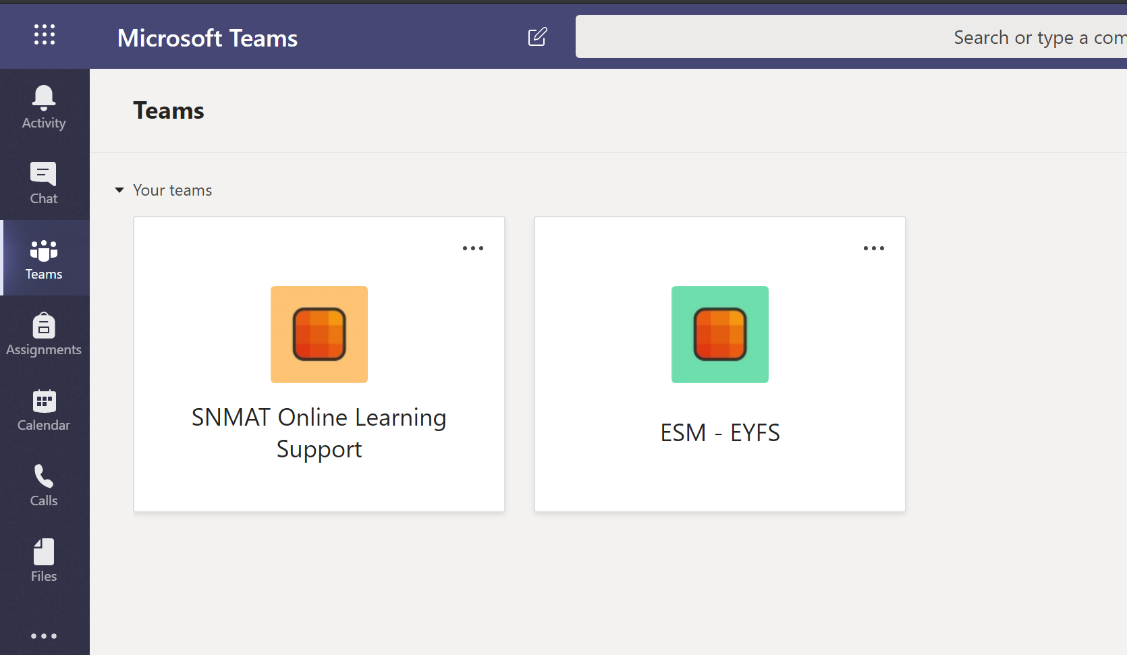 Microsoft Teams
Search or type a com
Activity
Chat
Teams
Assignments
Calendar
Calls
Files
Teams
Your teams
SNMAT Online Learning
Support
ESM - EYFS